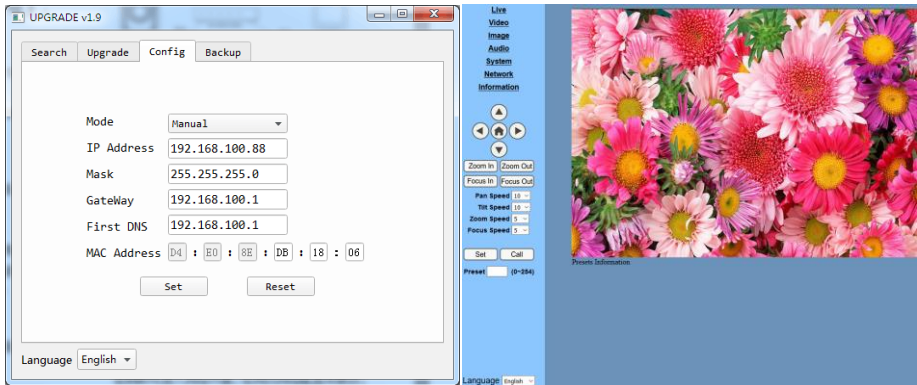 UPGRADE v1.9
Search Upgrade Config Backup
Mode Manual
IP Address 192.168.100.88
Mask 255.255.255.0
GateWay 192.168.100.1
First DNS 192.168.100.1
MAC Address D4 : E0 : 8E : DB : 18 : 06
Set Reset
Language English
Live
Video
Image
Audio
System
Network
Information
Zoom In Zoom Out
Focus In Focus Out
Pan Speed 10
Tilt Speed 10
Zoom Speed 5
Focus Speed 5
Set Call
Preset (0~254)
Language English
Presets Information